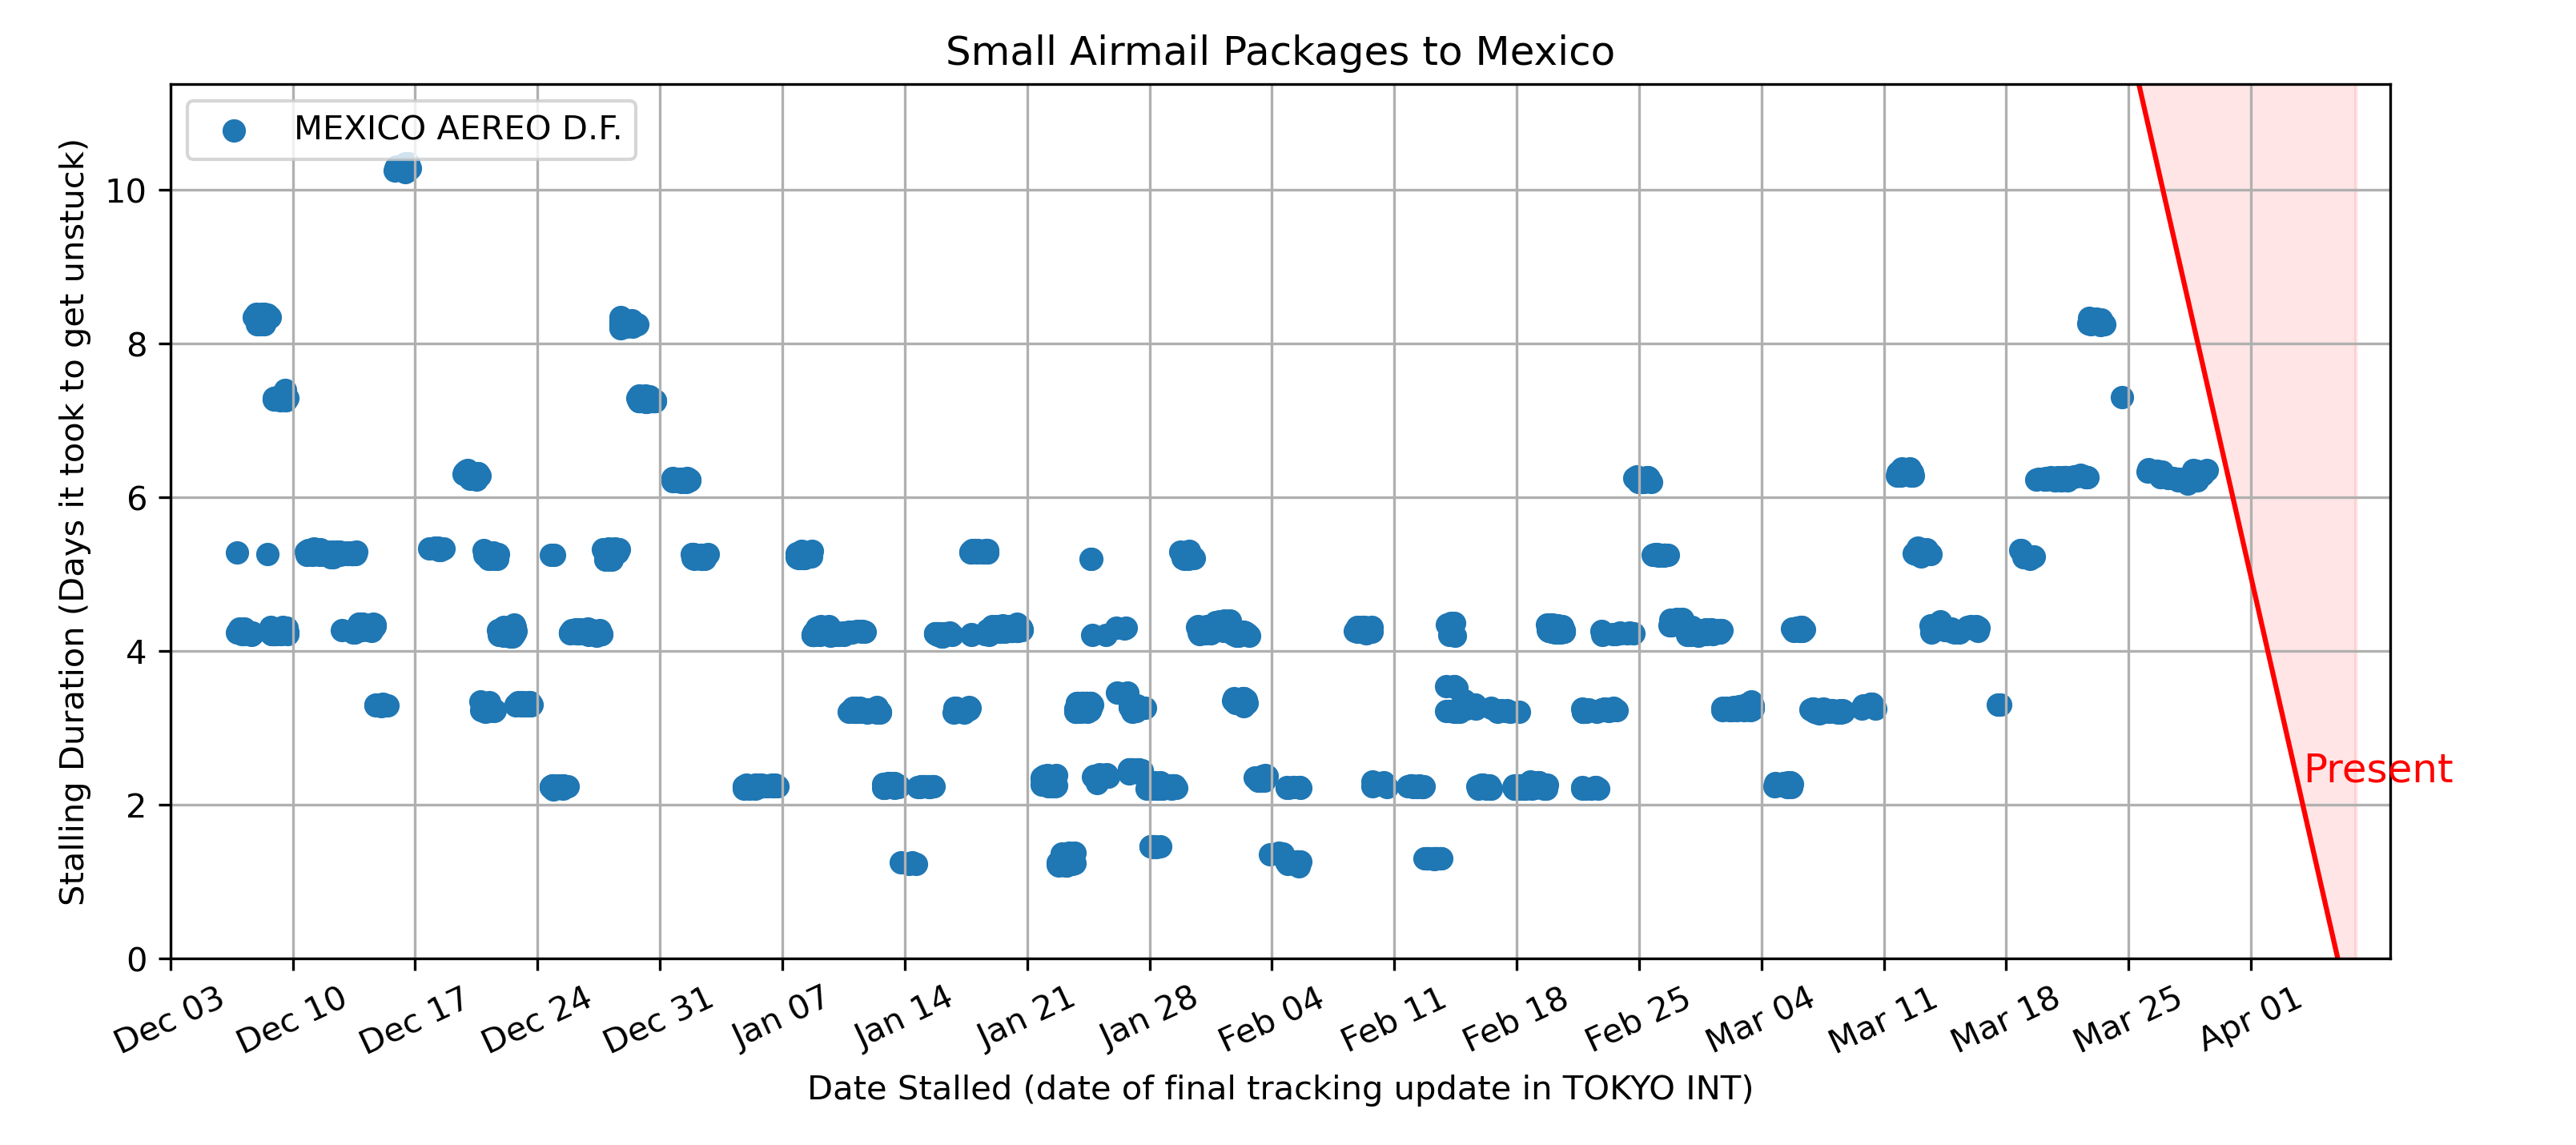 Small Airmail Packages to Mexico
MEXICO AEREO D.F.
Stalling Duration (Days it took to get unstuck)
10
8
6
4
2
0
Present
Dec 03
Dec 10
Dec 17
Dec 24
Dec 31
Jan 07
Jan 14
Jan 21
Jan 28
Feb 04
Feb 11
Feb 18
Feb 25
Mar 04
Mar 11
Mar 18
Mar 25
Apr 01
Date Stalled (date of final tracking update in TOKYO INT)